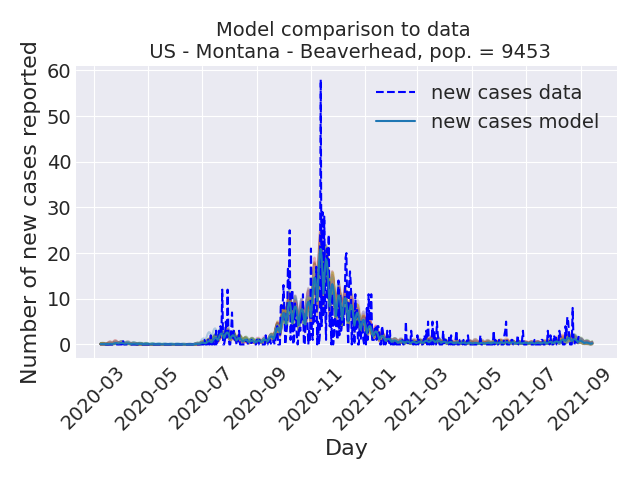 Model comparison to data
US - Montana - Beaverhead, pop. = 9453
Number of new cases reported
60
50
40
30
20
10
0
new cases data
new cases model
2020-03
2020-05
2020-07
2020-09
2020-11
2021-01
2021-03
2021-05
2021-07
2021-09
Day